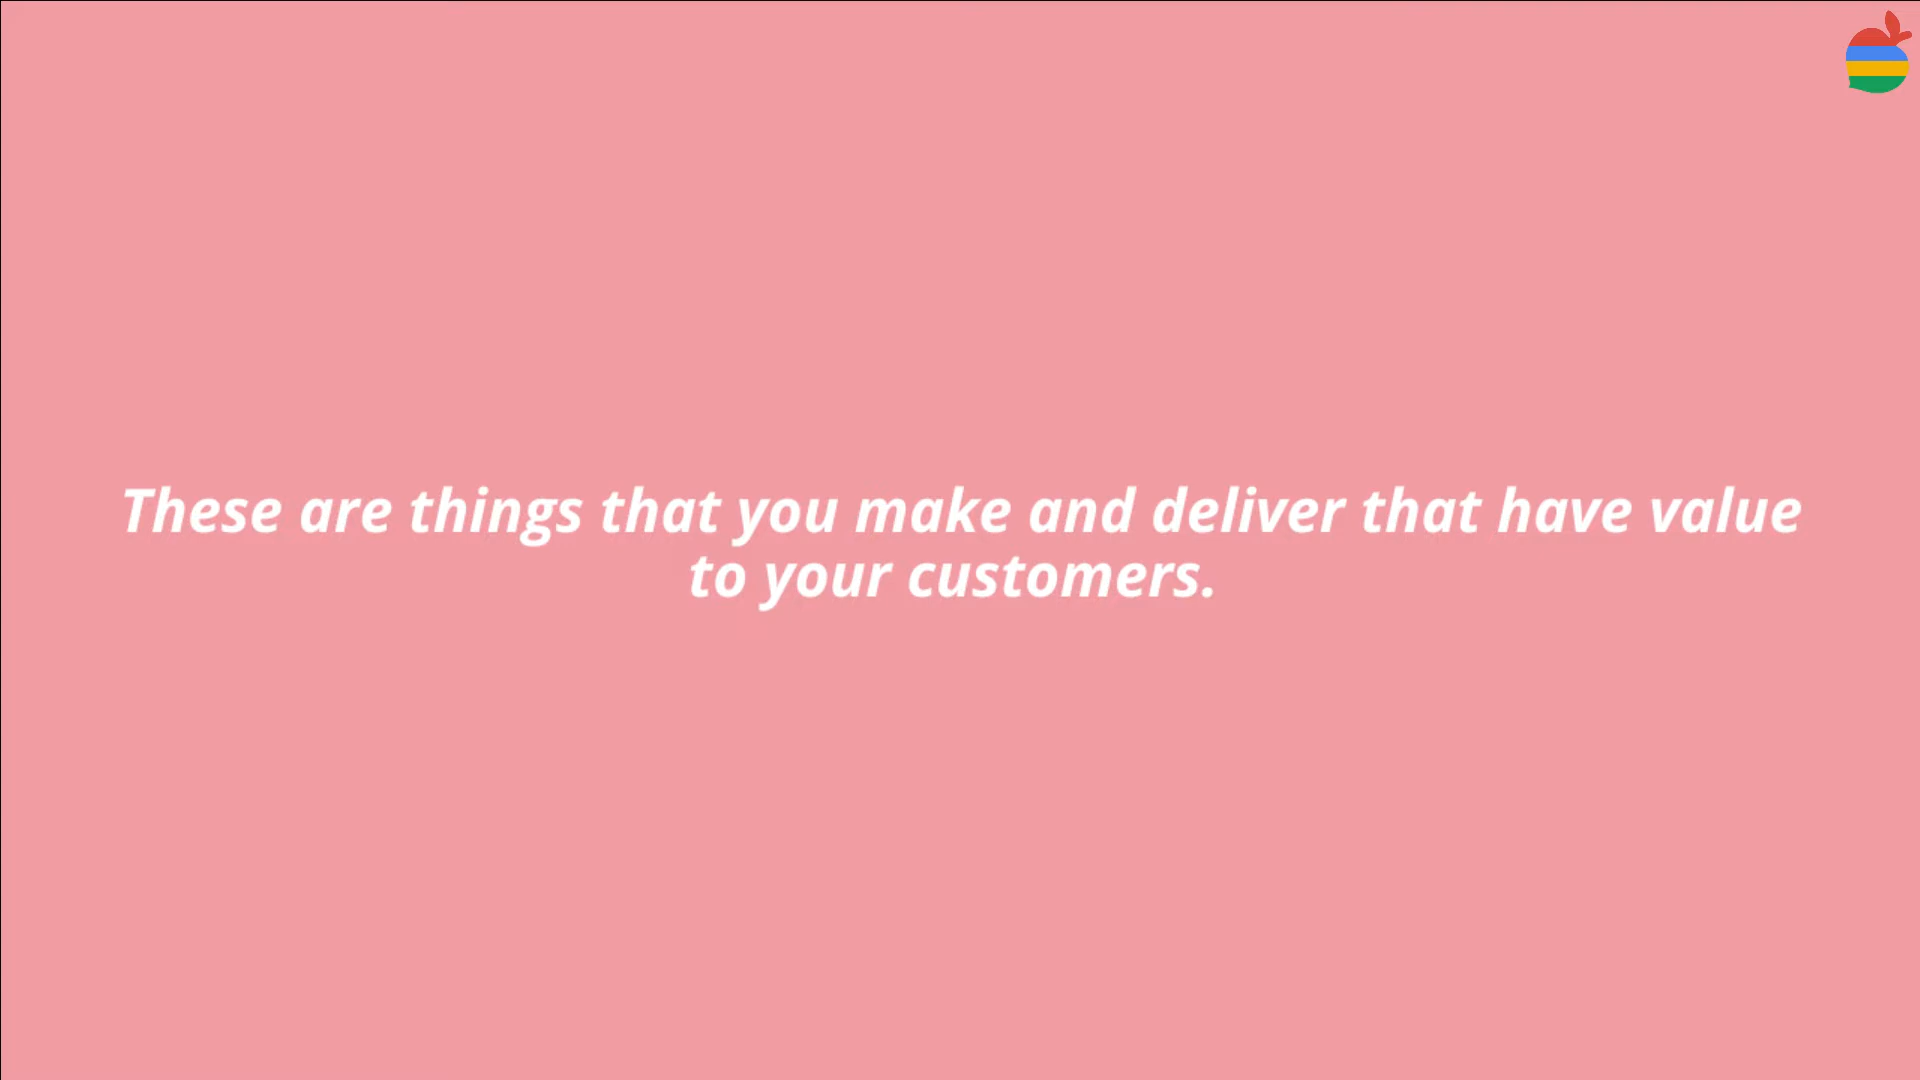 These are things that you make and deliver that have value
to your customers.